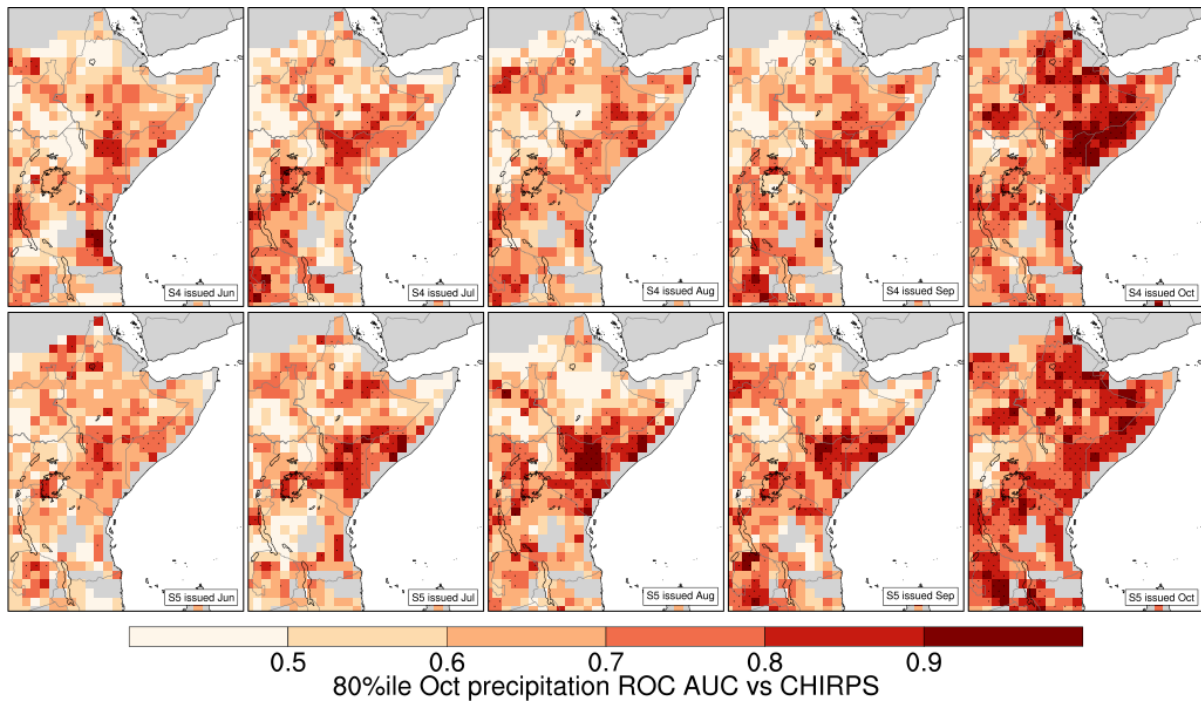 S4 issued Jun
S4 issued Jul
S4 issued Aug
S4 issued Sep
S4 issued Oct
S5 issued Jun
S5 issued Jul
S5 issued Aug
S5 issued Sep
S5 issued Oct
0.5 0.6 0.7 0.8 0.9
80%ile Oct precipitation ROC AUC vs CHIRPS